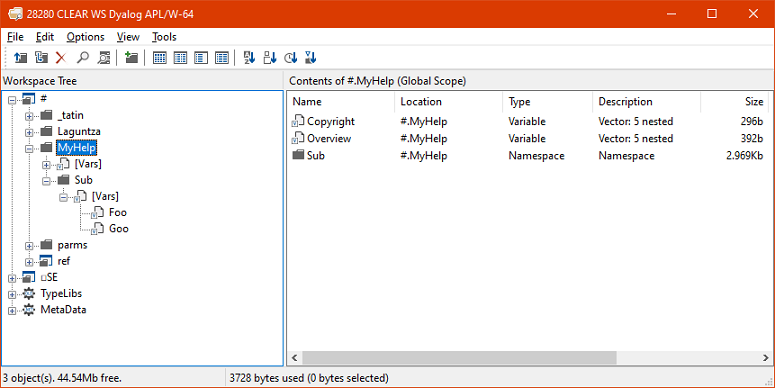 28280 CLEAR WS Dyalog APL/W-64
File Edit Options View Tools
Workspace Tree
#
_tatin
Laguntza
MyHelp
[Vars]
Sub
[Vars]
Foo
Goo
parms
ref
⎕SE
TypeLibs
MetaData
Contents of #.MyHelp (Global Scope)
Name Location Type Description Size
Copyright #.MyHelp Variable Vector: 5 nested 296b
Overview #.MyHelp Variable Vector: 5 nested 392b
Sub #.MyHelp Namespace Namespace 2.969Kb
3 object(s). 44.54Mb free. 3728 bytes used (0 bytes selected)